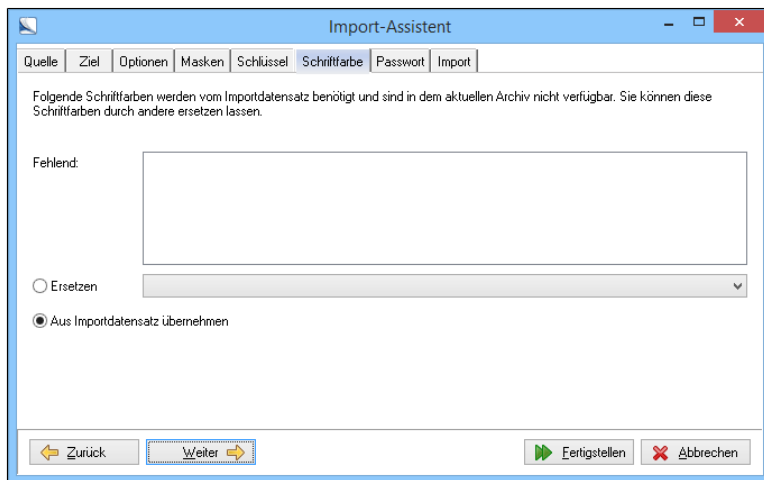 Import-Assistent
Quelle Ziel Optionen Masken Schlüssel Schriftfarbe Passwort Import
Folgende Schriftfarben werden vom Importdatensatz benötigt und sind in dem aktuellen Archiv nicht verfügbar. Sie können diese
Schriftfarben durch andere ersetzen lassen.
Fehlend:
Ersetzen
Aus Importdatensatz übernehmen
Zurück Weiter Fertigstellen Abbrechen